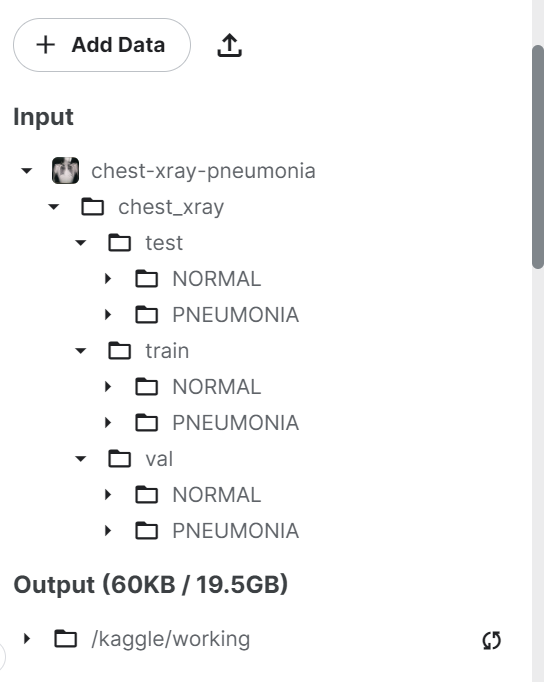 + Add Data
Input
chest-xray-pneumonia
chest_xray
test
NORMAL
PNEUMONIA
train
NORMAL
PNEUMONIA
val
NORMAL
PNEUMONIA
Output (60KB / 19.5GB)
/kaggle/working